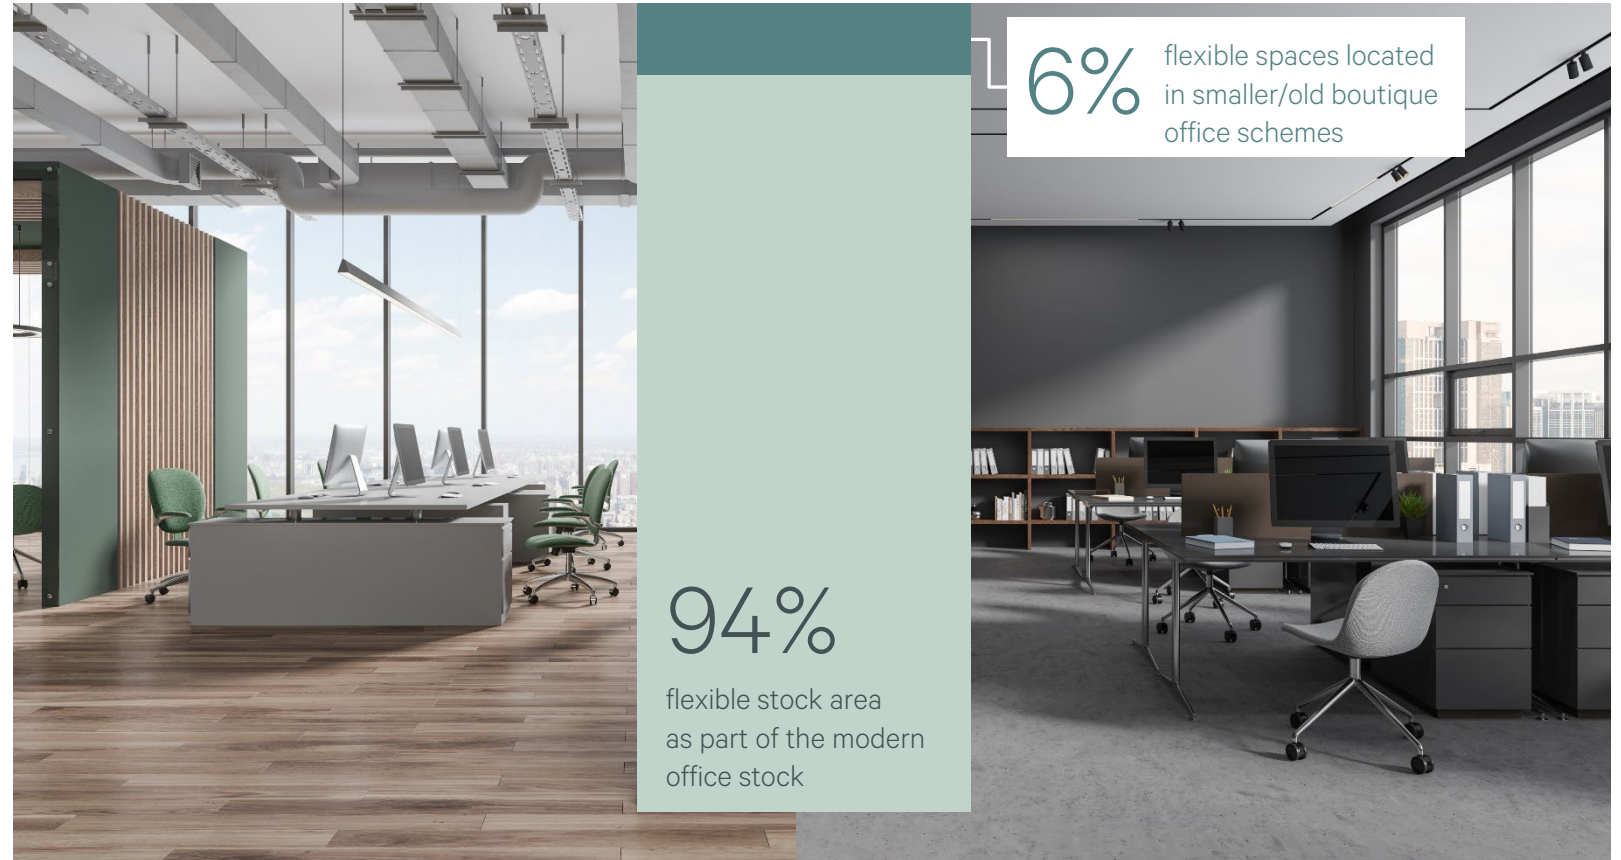 6%
flexible spaces located
in smaller/old boutique
office schemes
94%
flexible stock area
as part of the modern
office stock